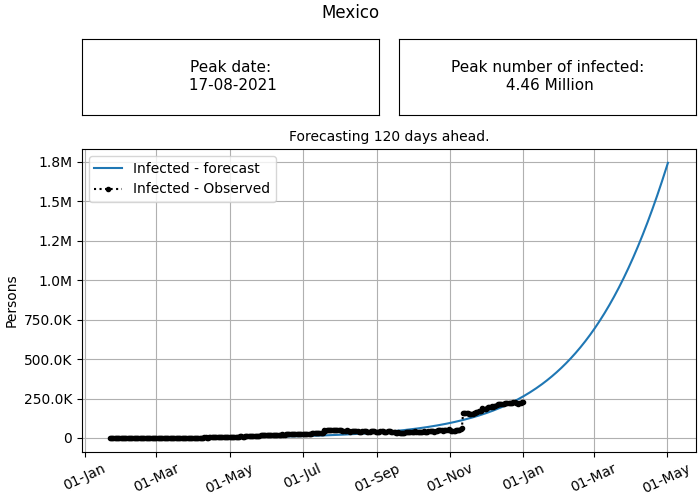 Mexico
Peak date:
17-08-2021
Peak number of infected:
4.46 Million
Forecasting 120 days ahead.
Infected - forecast
Infected - Observed
Persons
1.8M
1.5M
1.2M
1.0M
750.0K
500.0K
250.0K
0
01-Jan
01-Mar
01-May
01-Jul
01-Sep
01-Nov
01-Jan
01-Mar
01-May